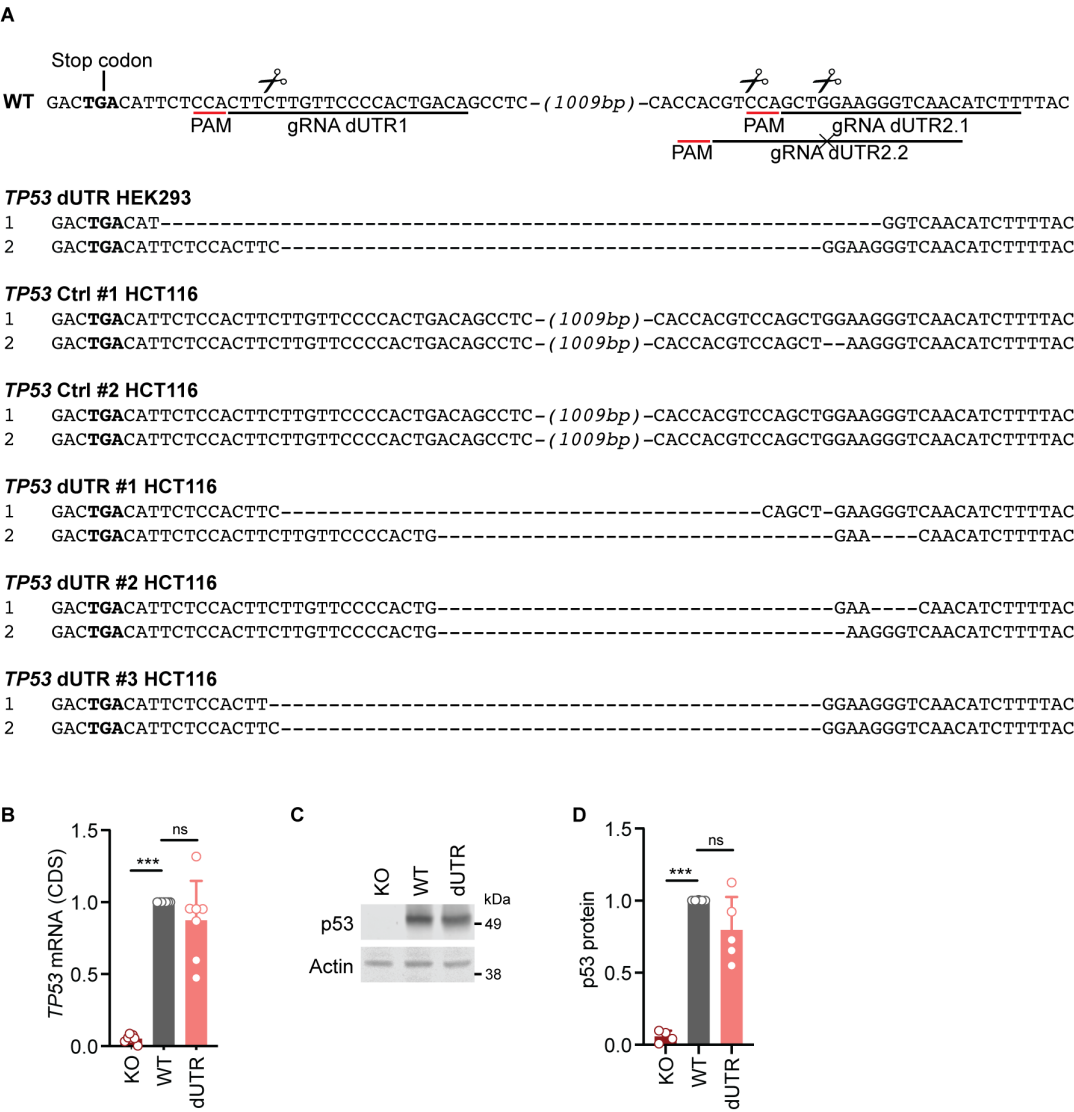 A
Stop codon
WT GACTGACATTCTCCACTTCTTGTTCCCCACTGACAGCCTC-(1009bp)-CACCACGTCCAGCTGGAAGGGTCAACATCTTTTAC
PAM gRNA dUTR1 PAM gRNA dUTR2.1
PAM gRNA dUTR2.2
TP53 dUTR HEK293
1 GACTGACAT------------------------------------------------------------GGTCAACATCTTTTAC
2 GACTGACATTCTCCACTTC---------------------------------------------GGAAGGGTCAACATCTTTTAC
TP53 Ctrl #1 HCT116
1 GACTGACATTCTCCACTTCTTGTTCCCCACTGACAGCCTC-(1009bp)-CACCACGTCCAGCTGGAAGGGTCAACATCTTTTAC
2 GACTGACATTCTCCACTTCTTGTTCCCCACTGACAGCCTC-(1009bp)-CACCACGTCCAGCT--AAGGGTCAACATCTTTTAC
TP53 Ctrl #2 HCT116
1 GACTGACATTCTCCACTTCTTGTTCCCCACTGACAGCCTC-(1009bp)-CACCACGTCCAGCTGGAAGGGTCAACATCTTTTAC
2 GACTGACATTCTCCACTTCTTGTTCCCCACTGACAGCCTC-(1009bp)-CACCACGTCCAGCTGGAAGGGTCAACATCTTTTAC
TP53 dUTR #1 HCT116
1 GACTGACATTCTCCACTTC----------------------------------------CAGCT-GAAGGGTCAACATCTTTTAC
2 GACTGACATTCTCCACTTCTTGTTCCCCACTG---------------------------------GAA----CAACATCTTTTAC
TP53 dUTR #2 HCT116
1 GACTGACATTCTCCACTTCTTGTTCCCCACTG---------------------------------GAA----CAACATCTTTTAC
2 GACTGACATTCTCCACTTCTTGTTCCCCACTG----------------------------------AAGGGTCAACATCTTTTAC
TP53 dUTR #3 HCT116
1 GACTGACATTCTCCACTT----------------------------------------------GGAAGGGTCAACATCTTTTAC
2 GACTGACATTCTCCACTTC---------------------------------------------GGAAGGGTCAACATCTTTTAC
B
TP53 mRNA (CDS)
1.5
1.0
0.5
0.0
***
ns
KO WT dUTR
C
KO WT dUTR
kDa
p53 49
Actin 38
D
p53 protein
1.5
1.0
0.5
0.0
***
ns
KO WT dUTR